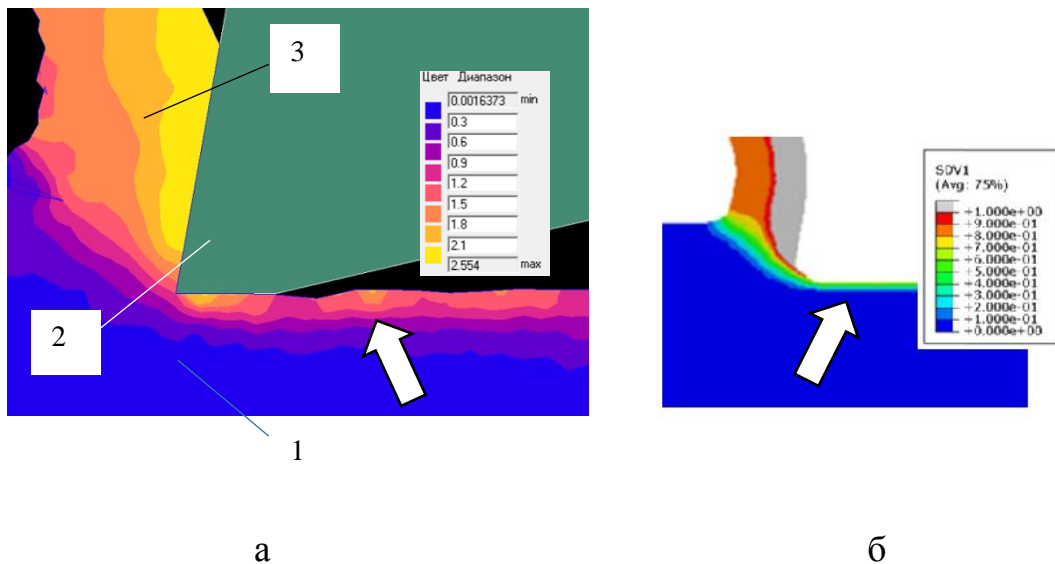 3
Цвет Диапазон
0.0016373 min
0.3
0.6
0.9
1.2
1.5
1.8
2.1
2.554 max
2
1
а
SDV1
(Avg: 75%)
+1.000e+00
+9.000e-01
+8.000e-01
+7.000e-01
+6.000e-01
+5.000e-01
+4.000e-01
+3.000e-01
+2.000e-01
+1.000e-01
+0.000e+00
б